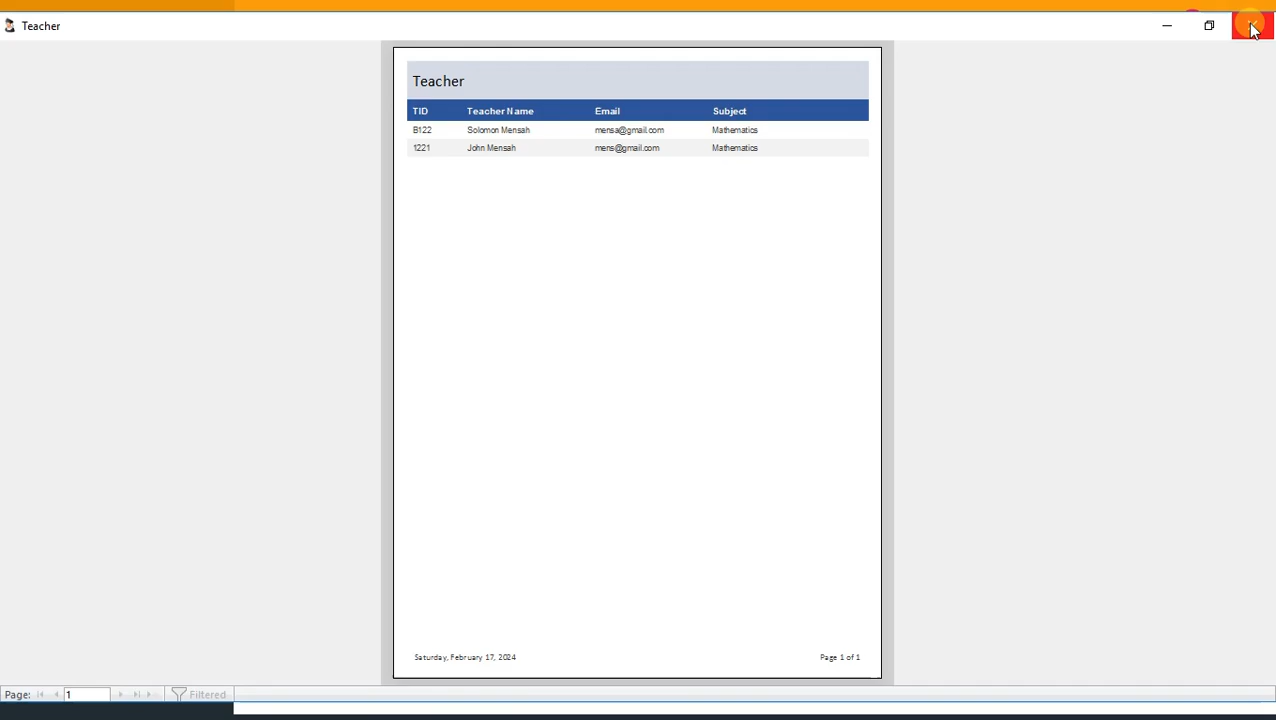 Teacher
Teacher
TID Teacher Name Email Subject
B122 Solomon Mensah mensa@gmail.com Mathematics
1221 John Mensah mens@gmail.com Mathematics
Saturday, February 17, 2024 Page 1 of 1
Page: 1 Filtered